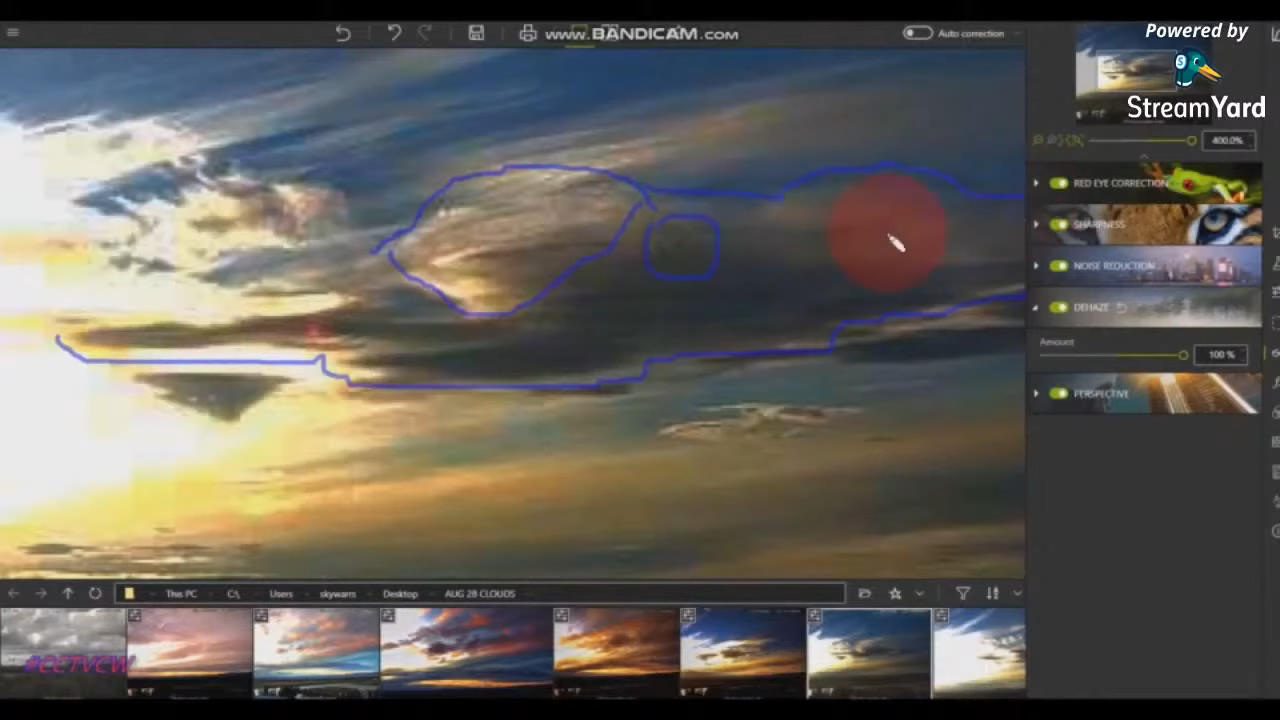 Powered by
StreamYard
www.BANDICAM.com
Auto correction
400.0%
RED EYE CORRECTION
SHARPNESS
NOISE REDUCTION
DEHAZE
Amount
100 %
PERSPECTIVE
This PC
C:\
Users
skywarrs
Desktop
AUG 28 CLOUDS
#CCTVCW